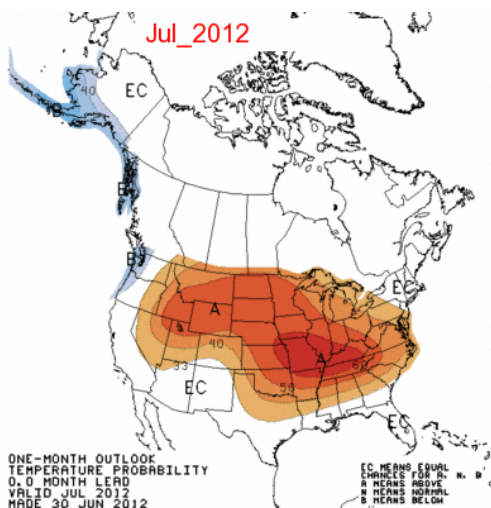 Jul_2012
40
EC
B
B
B
EC
A
A
40
33
EC
50
60
EC
ONE-MONTH OUTLOOK
TEMPERATURE PROBABILITY
0.0 MONTH LEAD
VALID JUL 2012
MADE 30 JUN 2012
EC MEANS EQUAL
CHANCES FOR A, N, B
A MEANS ABOVE
N MEANS NORMAL
B MEANS BELOW